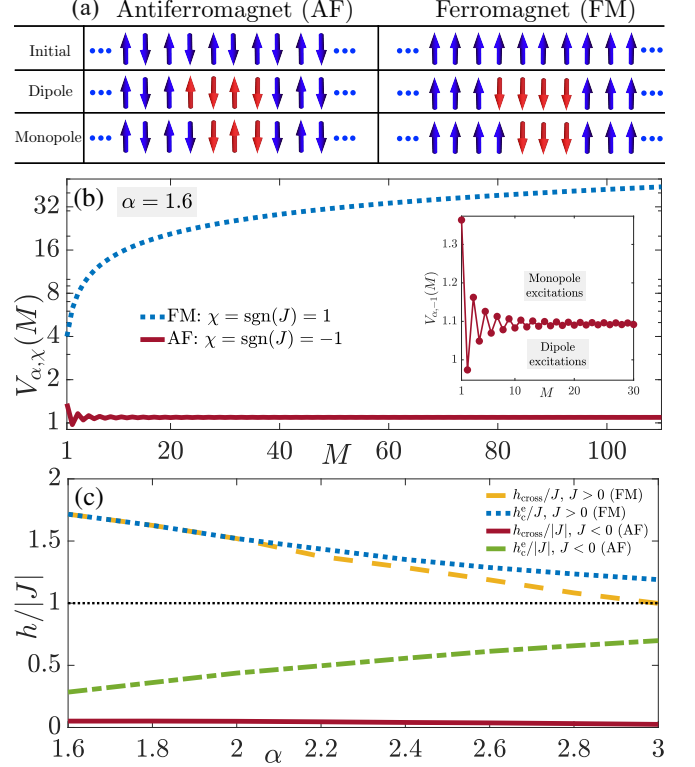 (a) Antiferromagnet (AF) Ferromagnet (FM)
Initial
Dipole
Monopole
(b) α = 1.6
V_{α,χ}(M)
32
16
8
4
2
1
FM: χ = sgn(J) = 1
AF: χ = sgn(J) = −1
V_{α,−1}(M)
1.3
1.2
1.1
1
Monopole
excitations
Dipole
excitations
1 10 20 30
M
1 20 40 60 80 100
M
(c)
h/|J|
2
1.5
1
0.5
0
h_{cross}/J, J > 0 (FM)
h_c^e/J, J > 0 (FM)
h_{cross}/|J|, J < 0 (AF)
h_c^e/|J|, J < 0 (AF)
1.6 1.8 2 2.2 2.4 2.6 2.8 3
α